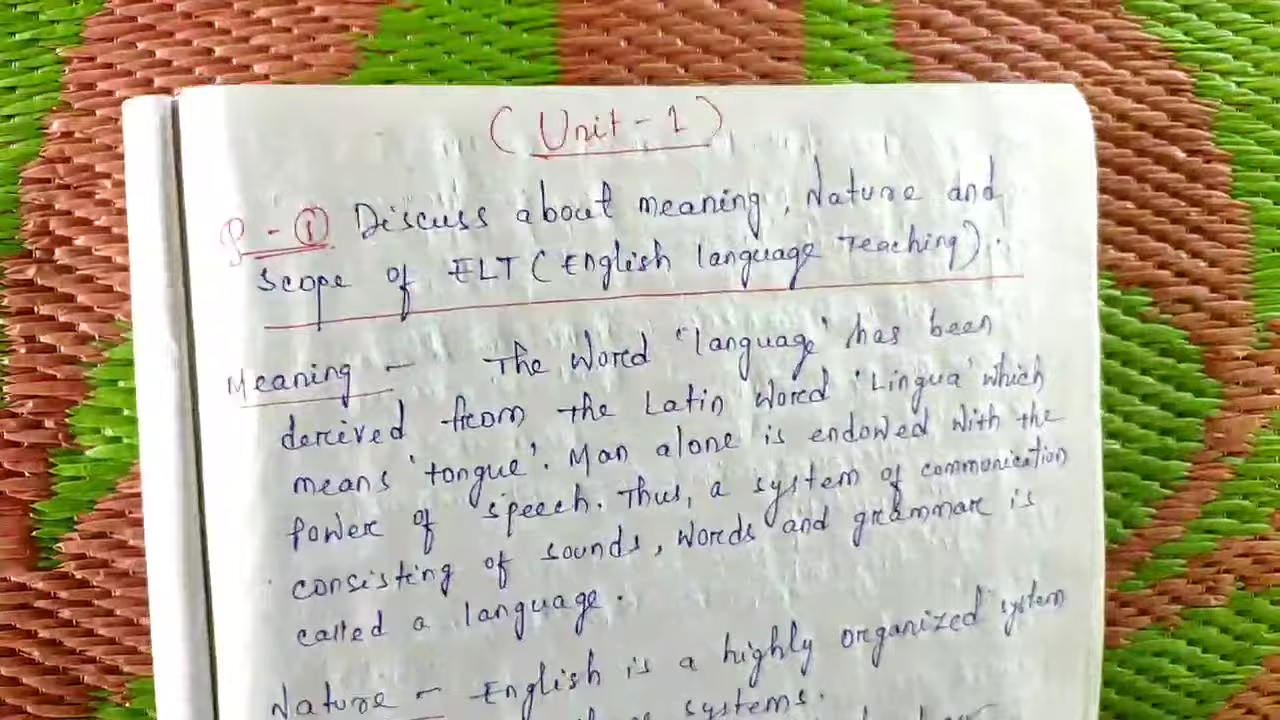 (Unit - 1)
Q - ① Discuss about meaning, Nature and
scope of ELT (English language Teaching).
Meaning - The word 'language' has been
derived from the Latin word 'Lingua' which
means 'tongue'. Man alone is endowed with the
power of speech. Thus, a system of communication
consisting of sounds, words and grammar is
called a language.
Nature - English is a highly organized system
systems.